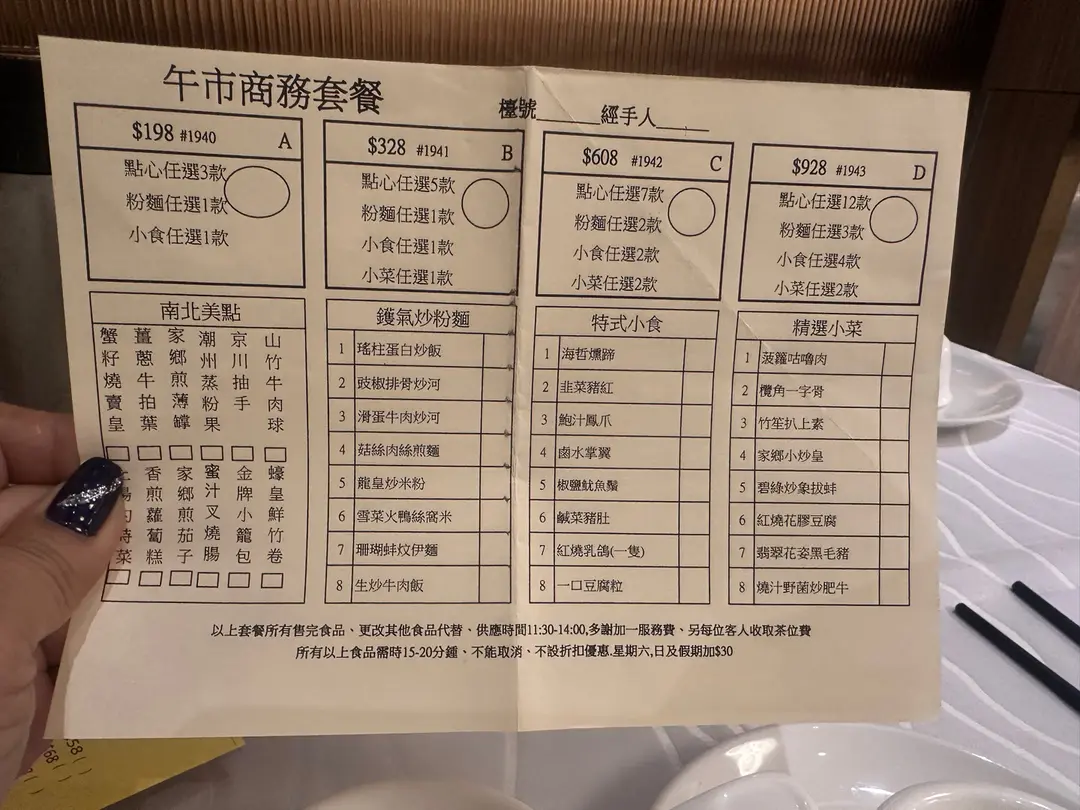 午市商務套餐
檯號______ 經手人______
$198 #1940 A
點心任選3款
粉麵任選1款
小食任選1款
$328 #1941 B
點心任選5款
粉麵任選1款
小食任選1款
小菜任選1款
$608 #1942 C
點心任選7款
粉麵任選2款
小食任選2款
小菜任選2款
$928 #1943 D
點心任選12款
粉麵任選3款
小食任選4款
小菜任選2款
南北美點
蟹籽燒賣皇
薑蔥牛拍葉
家鄉煎薄罉
潮州蒸粉果
京川抽手
山竹牛肉球
菜
香煎蘿蔔糕
家鄉煎茄子
蜜汁叉燒腸
金牌小籠包
蠔皇鮮竹卷
鑊氣炒粉麵
1 瑤柱蛋白炒飯
2 豉椒排骨炒河
3 滑蛋牛肉炒河
4 菇絲肉絲煎麵
5 龍皇炒米粉
6 雪菜火鴨絲窩米
7 珊瑚蚌炆伊麵
8 生炒牛肉飯
特式小食
1 海哲燻蹄
2 韭菜豬紅
3 鮑汁鳳爪
4 鹵水掌翼
5 椒鹽魷魚鬚
6 鹹菜豬肚
7 紅燒乳鴿(一隻)
8 一口豆腐粒
精選小菜
1 菠蘿咕嚕肉
2 欖角一字骨
3 竹笙扒上素
4 家鄉小炒皇
5 碧綠炒象拔蚌
6 紅燒花膠豆腐
7 翡翠花姿黑毛豬
8 燒汁野菌炒肥牛
以上套餐所有售完食品、更改其他食品代替、供應時間11:30-14:00,多謝加一服務費、另每位客人收取茶位費
所有以上食品需時15-20分鍾、不能取消、不設折扣優惠.星期六,日及假期加$30